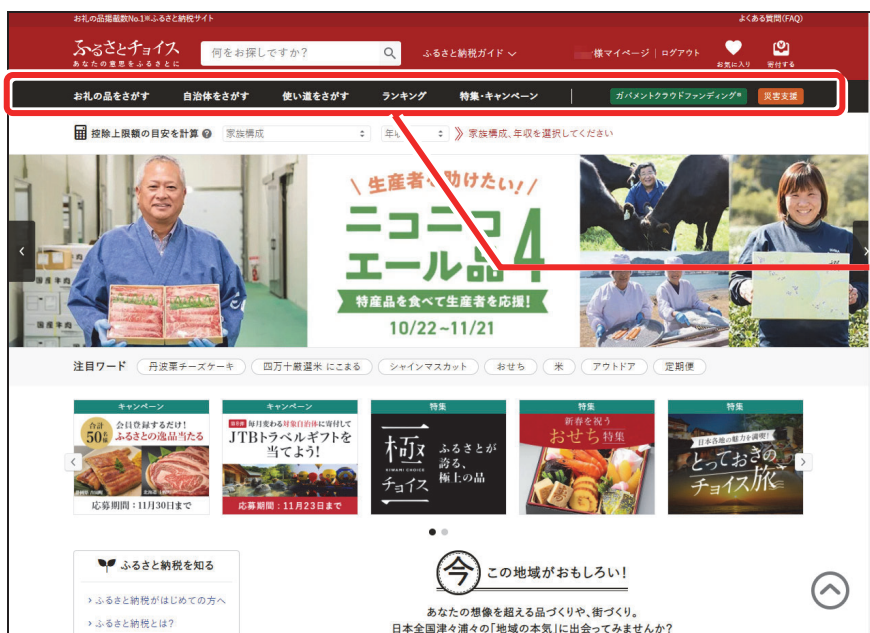 お礼の品掲載数No.1※ふるさと納税サイト
よくある質問(FAQ)
ふるさとチョイス
あなたの意思をふるさとに
何をお探しですか?
ふるさと納税ガイド
様マイページ | ログアウト
お気に入り
寄付する
お礼の品をさがす 自治体をさがす 使い道をさがす ランキング 特集・キャンペーン ガバメントクラウドファンディング® 災害支援
控除上限額の目安を計算 家族構成 家族構成、年収を選択してください
生産者 助けたい!
ニコニコ
エール品4
特産品を食べて生産者を応援!
10/22~11/21
注目ワード 丹波栗チーズケーキ 四万十厳選米 にこまる シャインマスカット おせち 米 アウトドア 定期便
キャンペーン
合計
50名
会員登録するだけ!
ふるさとの逸品当たる
応募期間:11月30日まで
キャンペーン
毎月変わる対象自治体に寄付して
JTBトラベルギフトを
当てよう!
応募期間:11月23日まで
特集
極
KIWAMI CHOICE
チョイス
ふるさとが
誇る、
極上の品
特集
新春を祝う
おせち特集
特集
日本各地の魅力を満喫!
とっておきの
チョイス旅
ふるさと納税を知る
ふるさと納税がはじめての方へ
ふるさと納税とは?
今 この地域がおもしろい!
あなたの想像を超える品づくりや、街づくり。
日本全国津々浦々の「地域の本気」に出会ってみませんか?